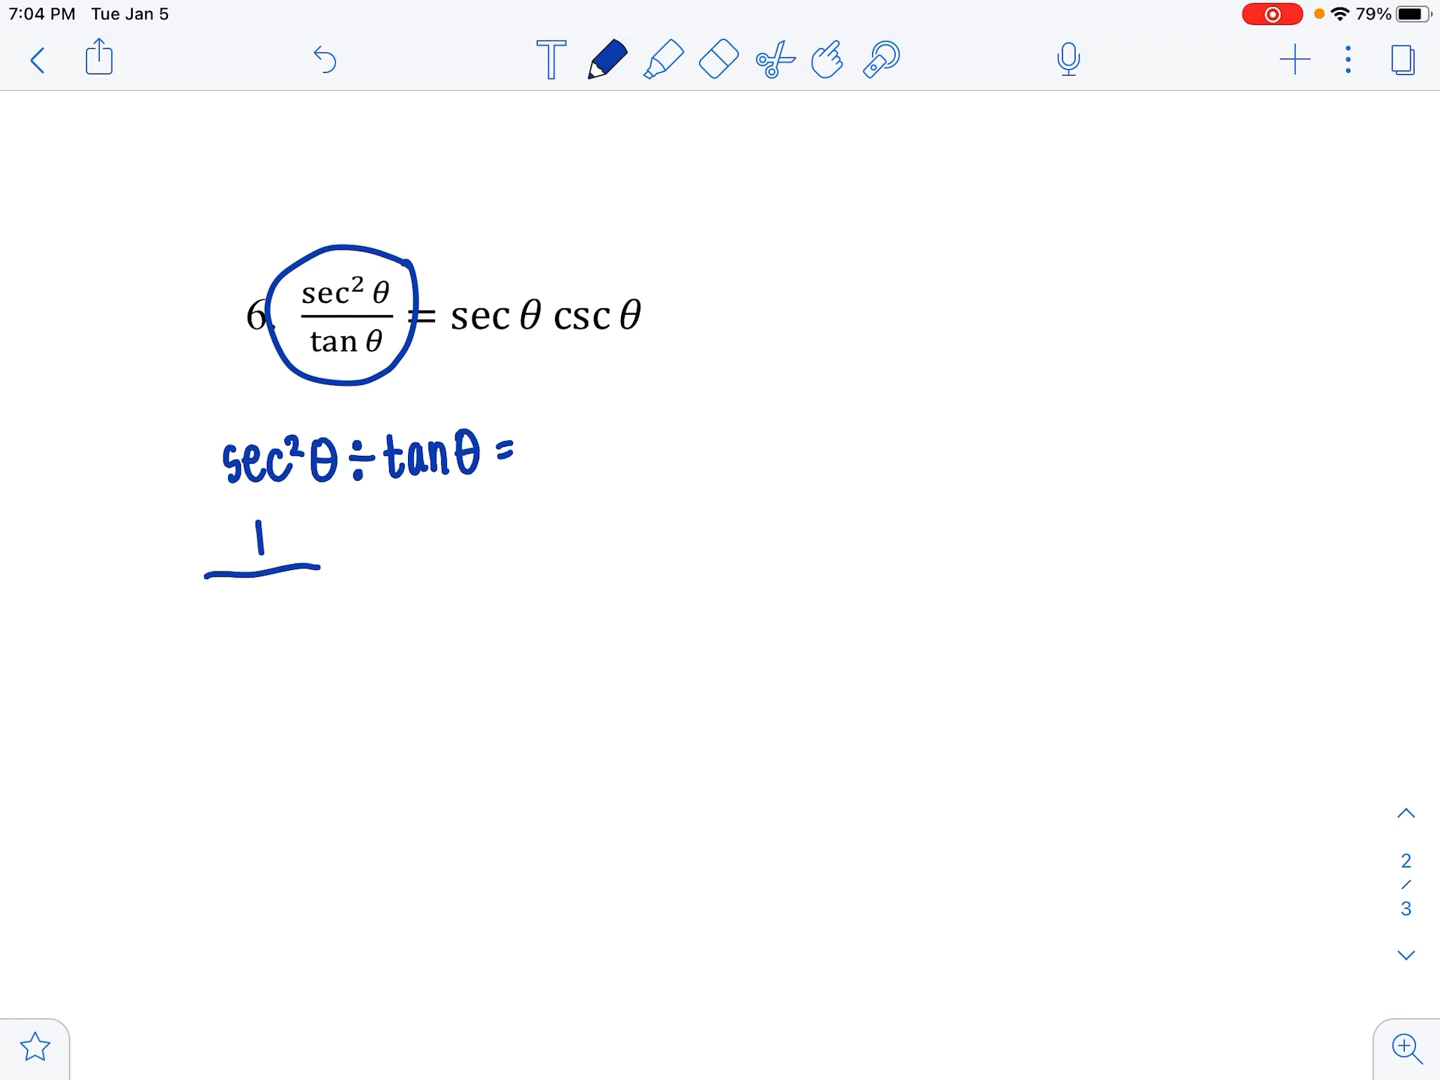 7:04 PM Tue Jan 5 79%
T
6. sec² θ / tan θ = sec θ csc θ
sec²θ ÷ tanθ =
1
2
/
3